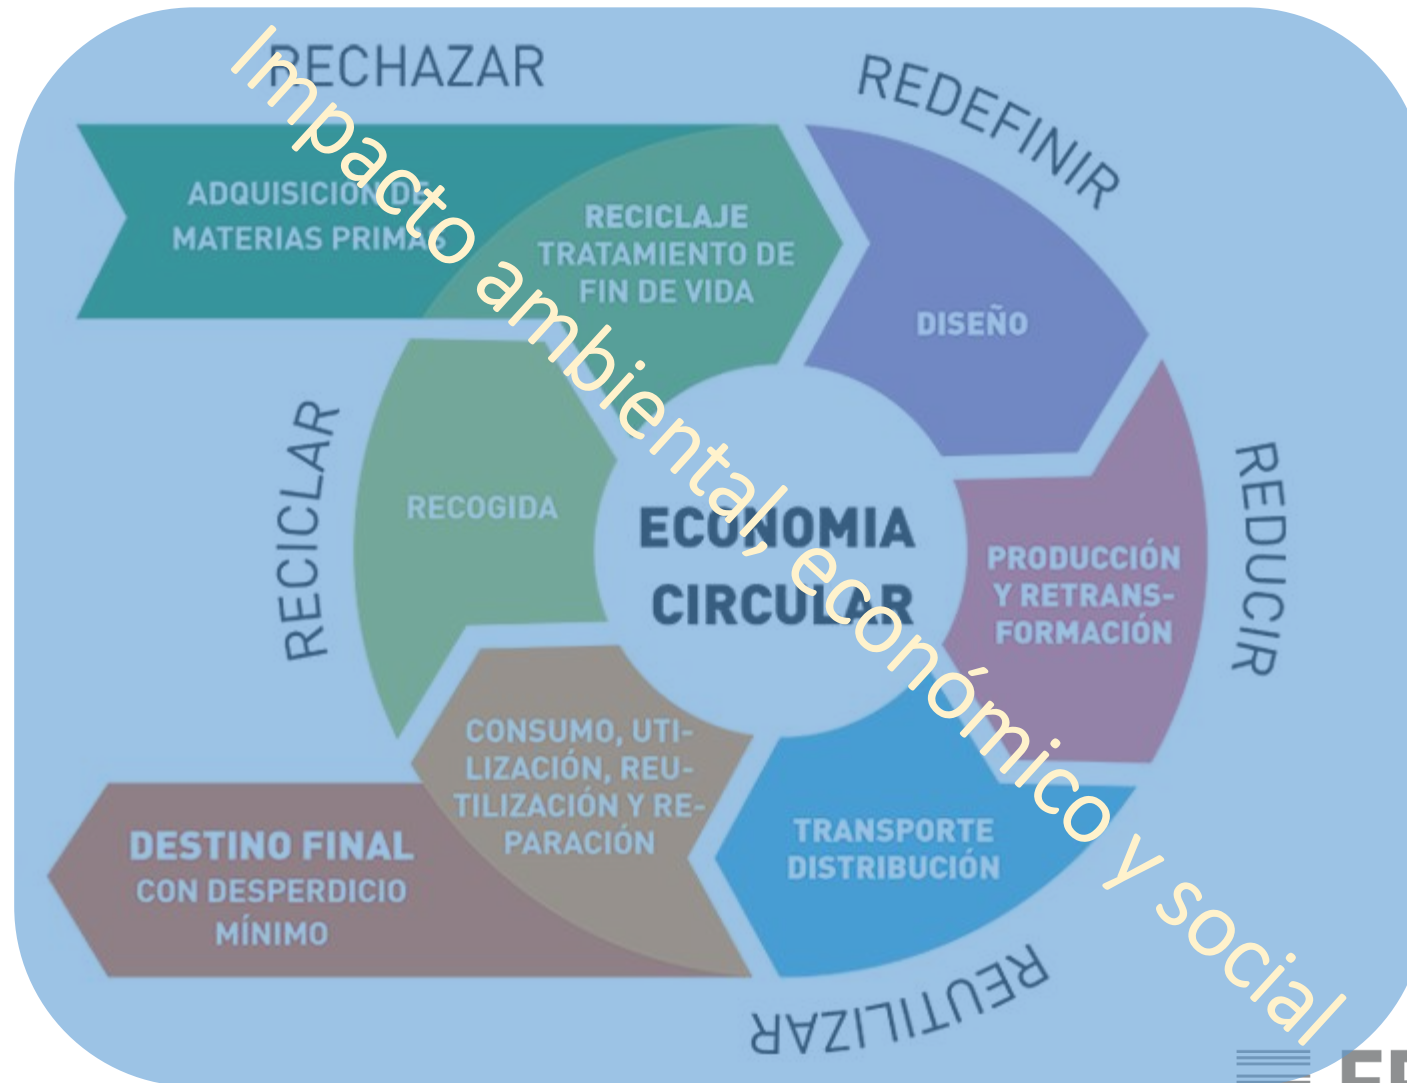 RECHAZAR
REDEFINIR
ADQUISICIÓN DE
MATERIAS PRIMAS
RECICLAJE
TRATAMIENTO DE
FIN DE VIDA
DISEÑO
RECICLAR
RECOGIDA
ECONOMIA
CIRCULAR
PRODUCCIÓN
Y RETRANS-
FORMACIÓN
REDUCIR
CONSUMO, UTI-
LIZACIÓN, REU-
TILIZACIÓN Y RE-
PARACIÓN
TRANSPORTE
DISTRIBUCIÓN
DESTINO FINAL
CON DESPERDICIO
MÍNIMO
REUTILIZAR
Impacto ambiental, económico y social